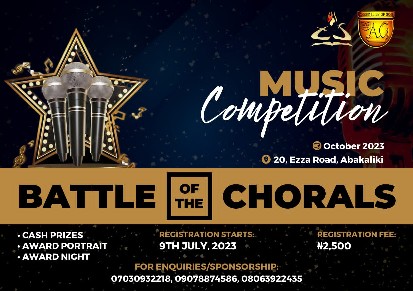 MUSIC
Competition
October 2023
20, Ezza Road, Abakaliki
BATTLE OF THE CHORALS
• CASH PRIZES
• AWARD PORTRAIT
• AWARD NIGHT
REGISTRATION STARTS:
9TH JULY, 2023
REGISTRATION FEE:
₦2,500
FOR ENQUIRIES/SPONSORSHIP:
07030932218, 09078874586, 08063922435